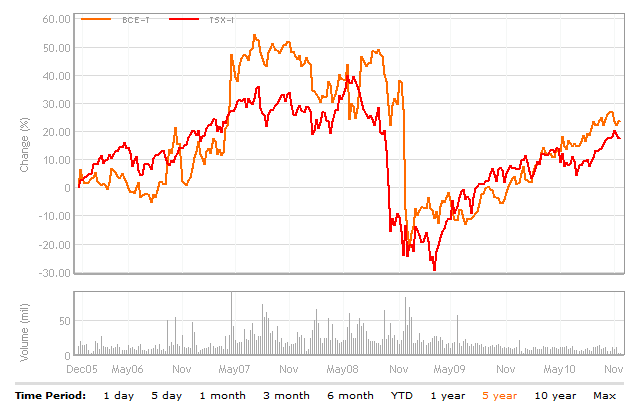 60.00
BCE-T TSX-I
50.00
40.00
30.00
20.00
10.00
0
-10.00
-20.00
-30.00
Change (%)
50
0
Volume (mil)
Dec05 May06 Nov May07 Nov May08 Nov May09 Nov May10 Nov
Time Period: 1 day 5 day 1 month 3 month 6 month YTD 1 year 5 year 10 year Max